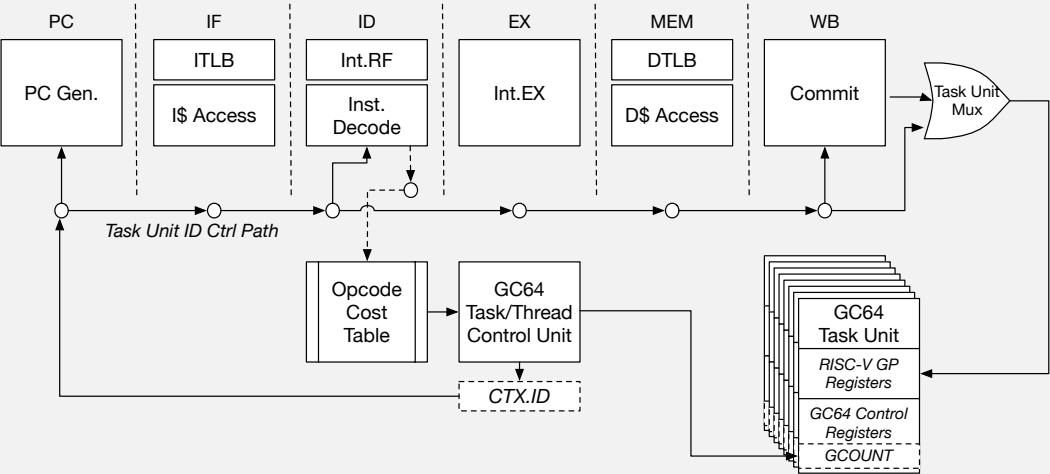 PC
IF
ID
EX
MEM
WB
PC Gen.
ITLB
I$ Access
Int.RF
Inst.
Decode
Int.EX
DTLB
D$ Access
Commit
Task Unit
Mux
Task Unit ID Ctrl Path
Opcode
Cost
Table
GC64
Task/Thread
Control Unit
CTX.ID
GC64
Task Unit
RISC-V GP
Registers
GC64 Control
Registers
GCOUNT